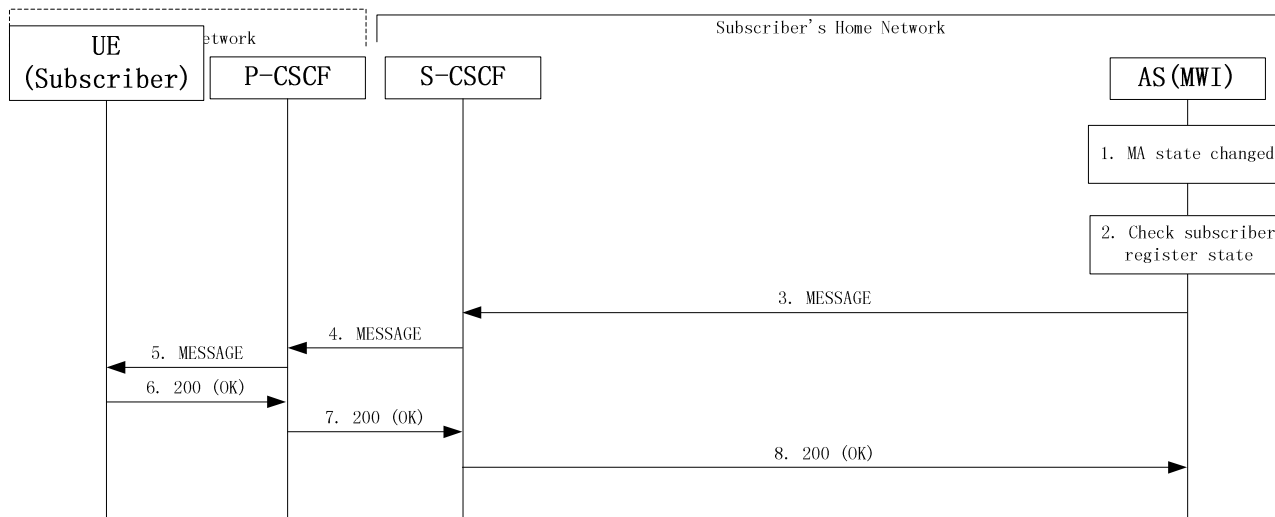 Subscriber's Home Network
UE
(Subscriber)
P-CSCF
S-CSCF
AS(MWI)
1. MA state changed
2. Check subscriber
register state
3. MESSAGE
4. MESSAGE
5. MESSAGE
6. 200 (OK)
7. 200 (OK)
8. 200 (OK)